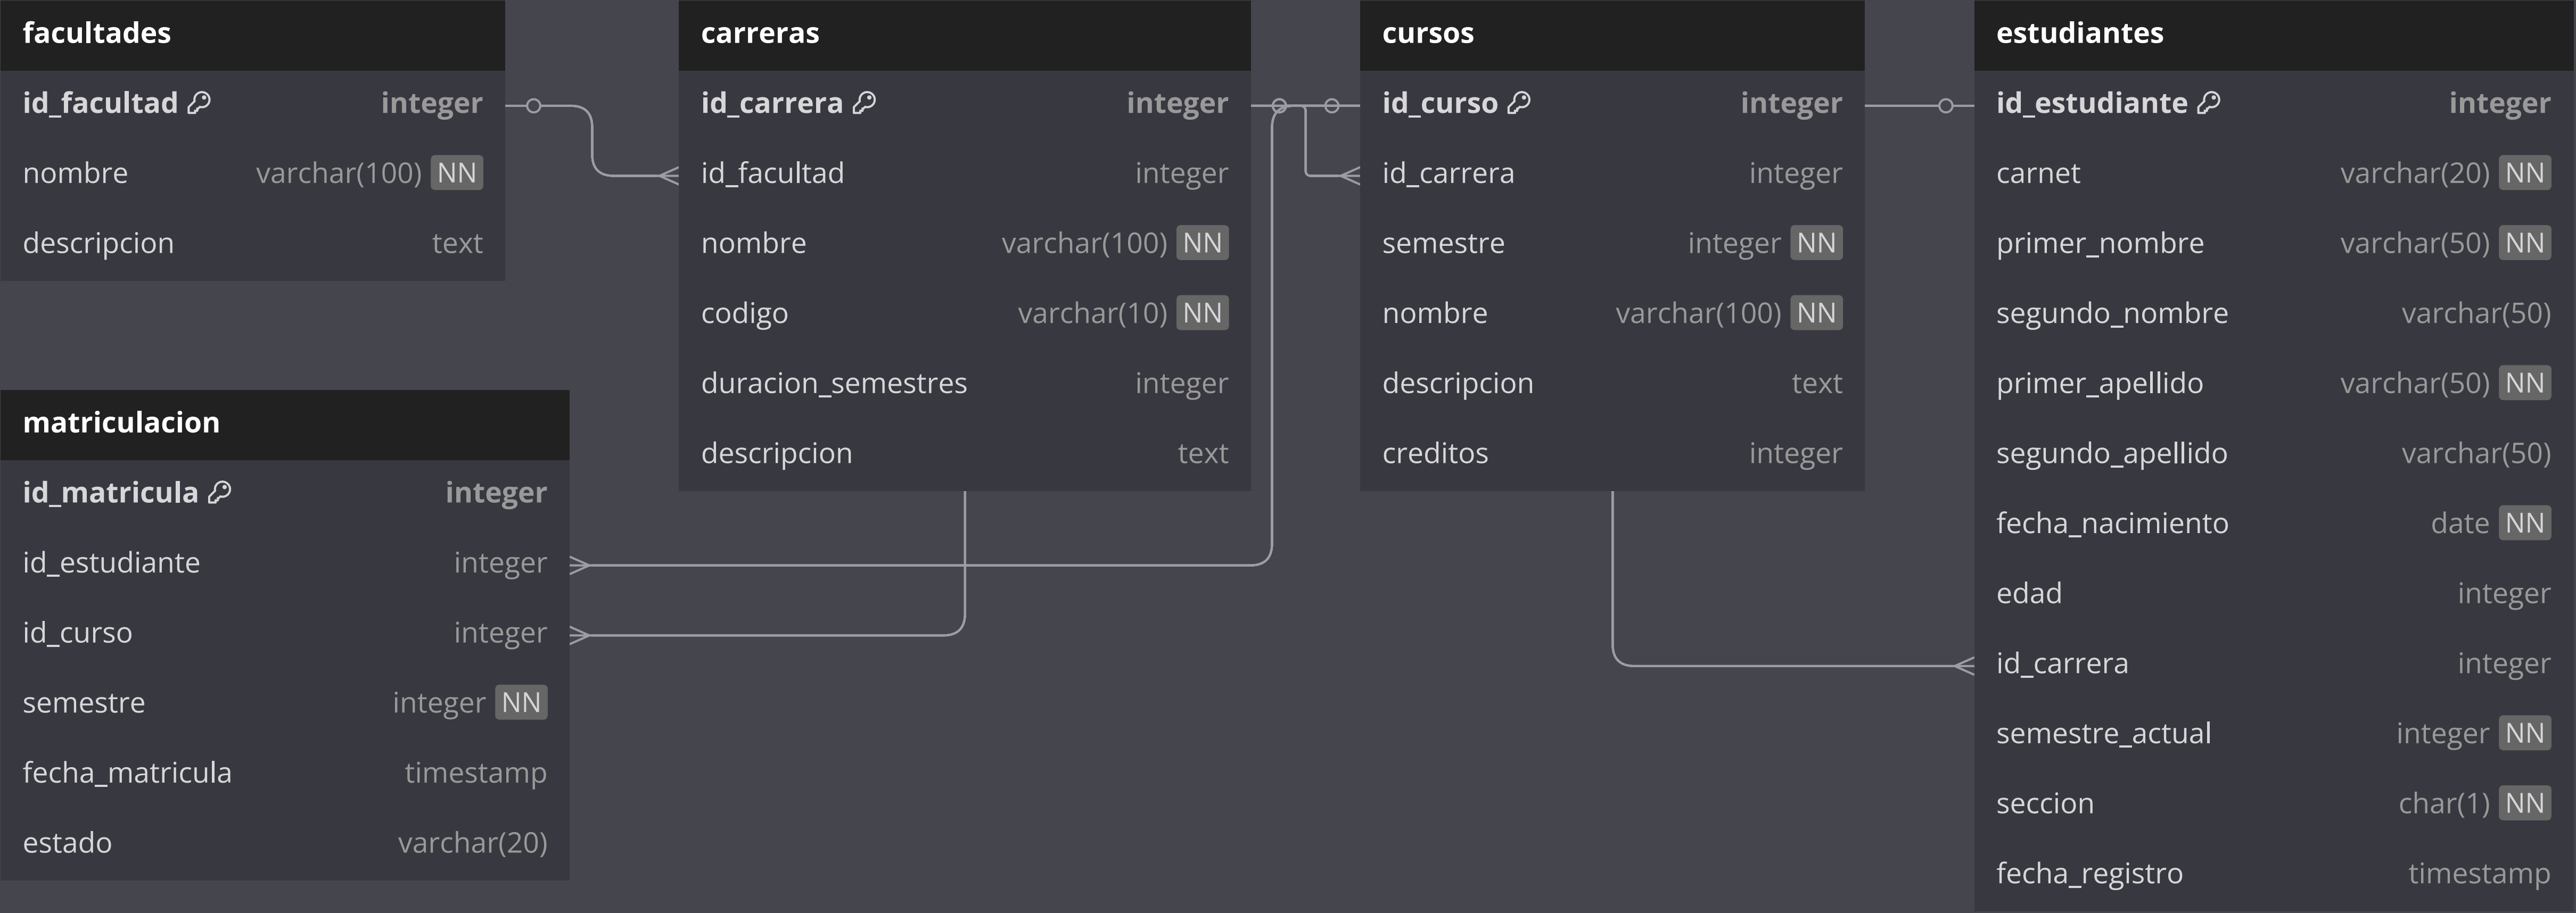 facultades
id_facultad integer
nombre varchar(100) NN
descripcion text
matriculacion
id_matricula integer
id_estudiante integer
id_curso integer
semestre integer NN
fecha_matricula timestamp
estado varchar(20)
carreras
id_carrera integer
id_facultad integer
nombre varchar(100) NN
codigo varchar(10) NN
duracion_semestres integer
descripcion text
cursos
id_curso integer
id_carrera integer
semestre integer NN
nombre varchar(100) NN
descripcion text
creditos integer
estudiantes
id_estudiante integer
carnet varchar(20) NN
primer_nombre varchar(50) NN
segundo_nombre varchar(50)
primer_apellido varchar(50) NN
segundo_apellido varchar(50)
fecha_nacimiento date NN
edad integer
id_carrera integer
semestre_actual integer NN
seccion char(1) NN
fecha_registro timestamp